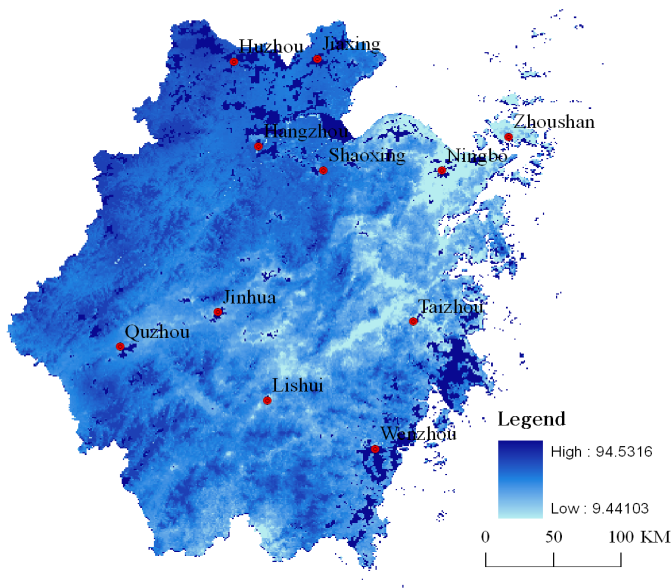 Huzhou
Jiaxing
Hangzhou
Zhoushan
Shaoxing
Ningbo
Jinhua
Taizhou
Quzhou
Lishui
Wenzhou
Legend
High : 94.5316
Low : 9.44103
0 50 100 KM